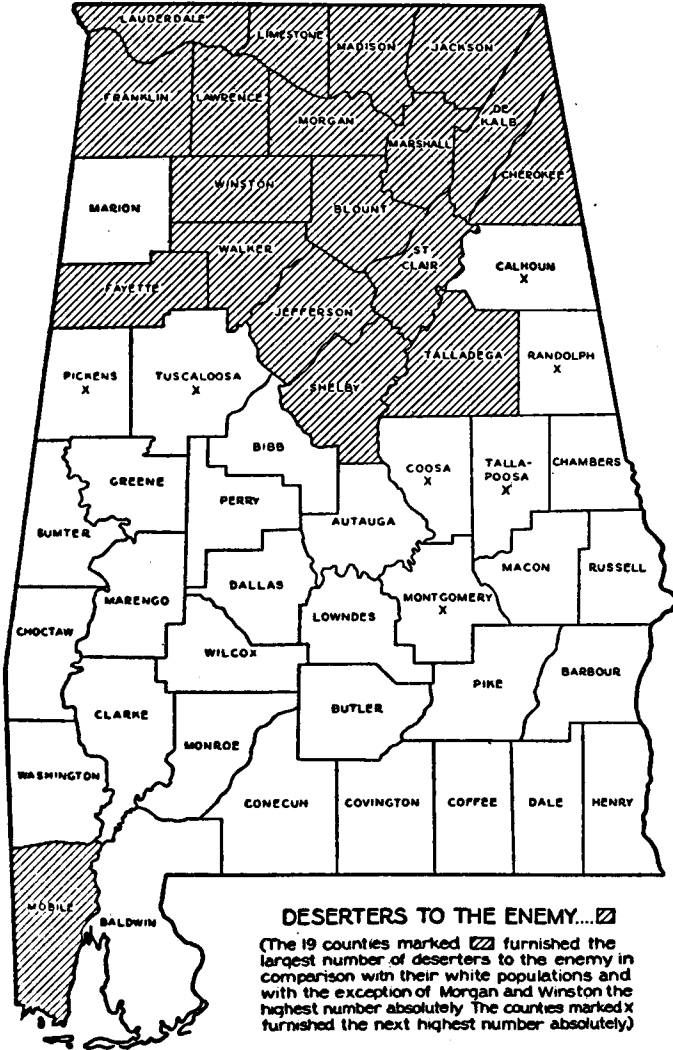 LAUDERDALE
LIMESTONE
MADISON
JACKSON
FRANKLIN
LAWRENCE
MORGAN
DE
KALB
MARSHALL
CHEROKEE
MARION
WINSTON
BLOUNT
WALKER
ST.
CLAIR
CALHOUN
X
FAYETTE
JEFFERSON
PICKENS
X
TUSCALOOSA
X
SHELBY
TALLADEGA
RANDOLPH
X
BIBB
GREENE
COOSA
X
TALLA-
POOSA
X
CHAMBERS
PERRY
SUMTER
AUTAUGA
MACON
RUSSELL
MARENGO
DALLAS
LOWNDES
MONTGOMERY
X
CHOCTAW
WILCOX
PIKE
BARBOUR
CLARKE
BUTLER
MONROE
WASHINGTON
CONECUH
COVINGTON
COFFEE
DALE
HENRY
MOBILE
BALDWIN
DESERTERS TO THE ENEMY....
(The 19 counties marked furnished the
largest number of deserters to the enemy in
comparison with their white populations and
with the exception of Morgan and Winston the
highest number absolutely The counties marked x
furnished the next highest number absolutely.)